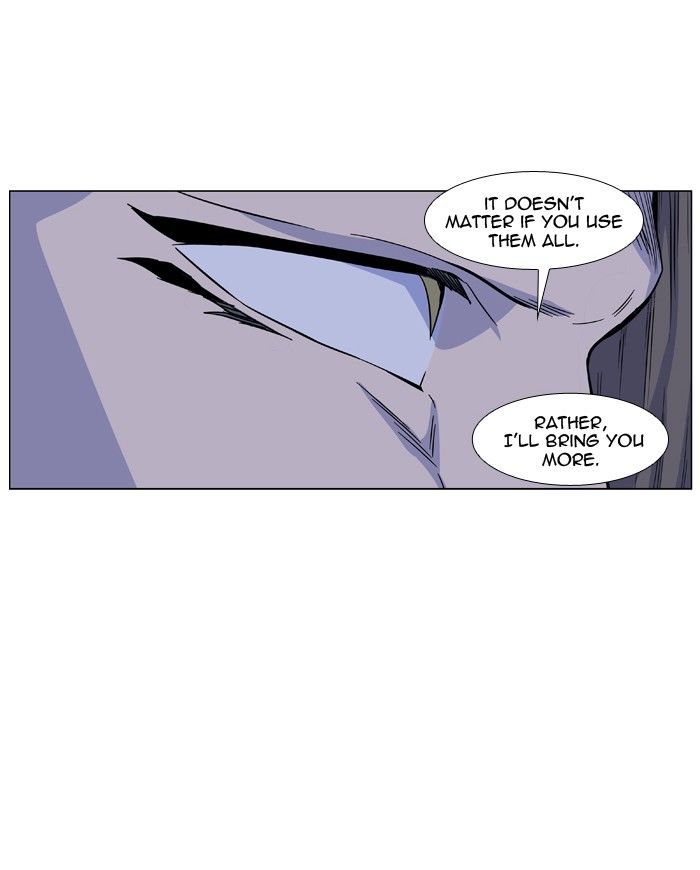 IT DOESN'T
MATTER IF YOU USE
THEM ALL.
RATHER,
I'LL BRING YOU
MORE.